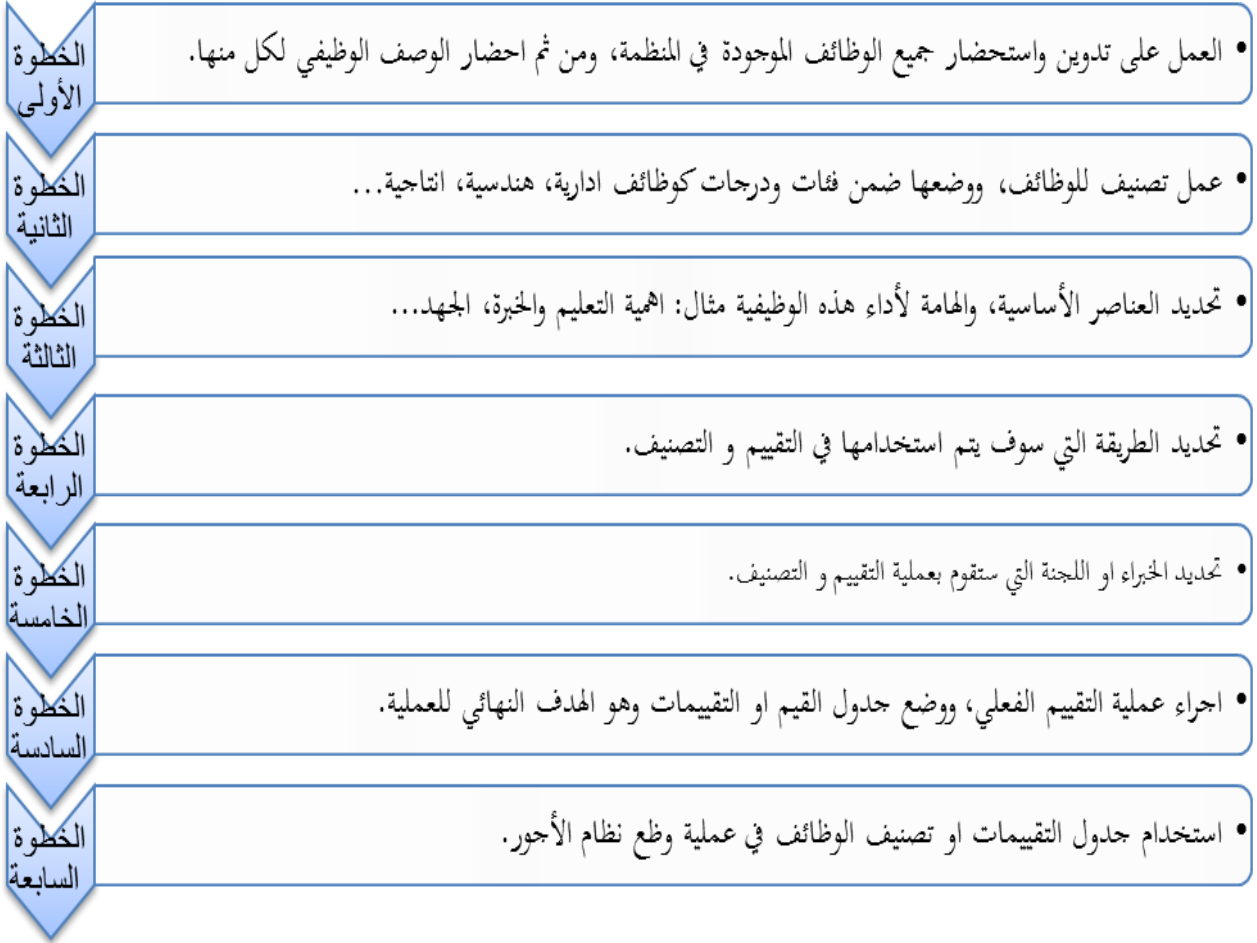 الخطوة
الأولى
• العمل على تدوين واستحضار جميع الوظائف الموجودة في المنظمة، ومن ثم احضار الوصف الوظيفي لكل منها.
الخطوة
الثانية
• عمل تصنيف للوظائف، ووضعها ضمن فئات ودرجات كوظائف ادارية، هندسية، انتاجية...
الخطوة
الثالثة
• تحديد العناصر الأساسية، والهامة لأداء هذه الوظيفية مثال: اهمية التعليم والخبرة، الجهد...
الخطوة
الرابعة
• تحديد الطريقة التي سوف يتم استخدامها في التقييم و التصنيف.
الخطوة
الخامسة
• تحديد الخبراء او اللجنة التي ستقوم بعملية التقييم و التصنيف.
الخطوة
السادسة
• اجراء عملية التقييم الفعلي، ووضع جدول القيم او التقييمات وهو الهدف النهائي للعملية.
الخطوة
السابعة
• استخدام جدول التقييمات او تصنيف الوظائف في عملية وظع نظام الأجور.